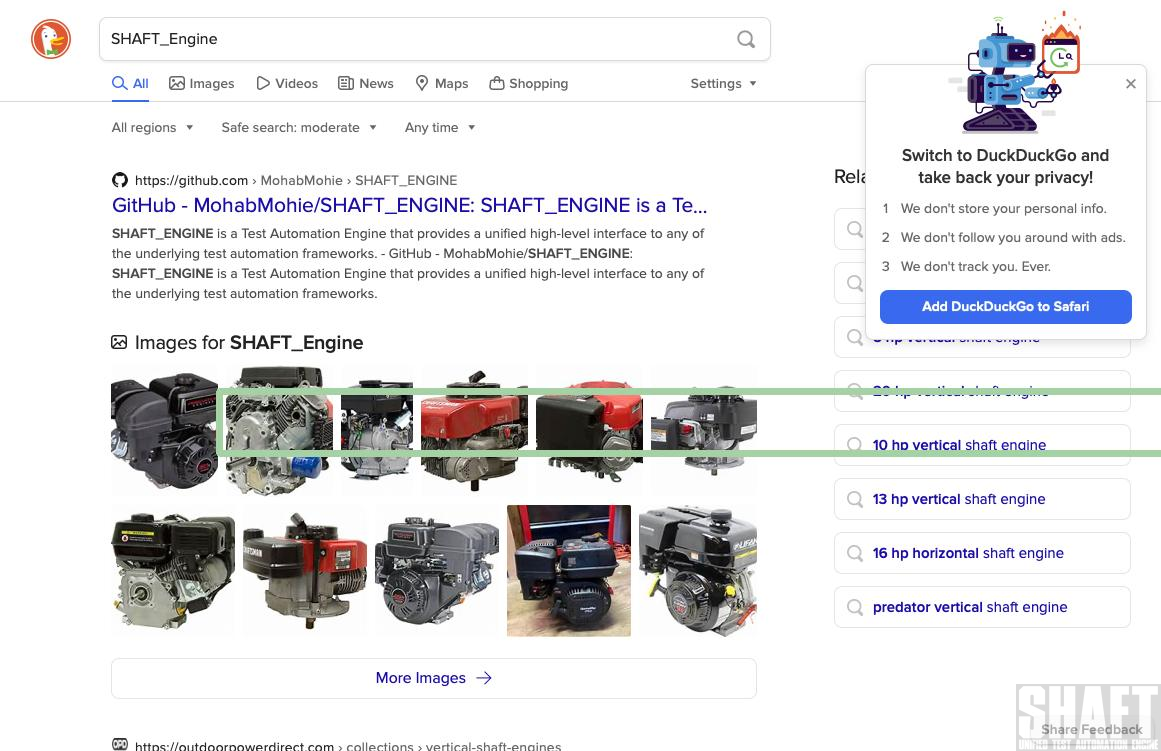 SHAFT_Engine
All
Images
Videos
News
Maps
Shopping
Settings
All regions
Safe search: moderate
Any time
https://github.com › MohabMohie › SHAFT_ENGINE
GitHub - MohabMohie/SHAFT_ENGINE: SHAFT_ENGINE is a Te...
SHAFT_ENGINE is a Test Automation Engine that provides a unified high-level interface to any of
the underlying test automation frameworks. - GitHub - MohabMohie/SHAFT_ENGINE:
SHAFT_ENGINE is a Test Automation Engine that provides a unified high-level interface to any of
the underlying test automation frameworks.
Images for SHAFT_Engine
More Images
https://outdoorpowerdirect.com › collections › vertical-shaft-engines
Switch to DuckDuckGo and
take back your privacy!
1 We don't store your personal info.
2 We don't follow you around with ads.
3 We don't track you. Ever.
Add DuckDuckGo to Safari
8 hp vertical shaft engine
20 hp vertical shaft engine
10 hp vertical shaft engine
13 hp vertical shaft engine
16 hp horizontal shaft engine
predator vertical shaft engine
SHAFT
Share Feedback